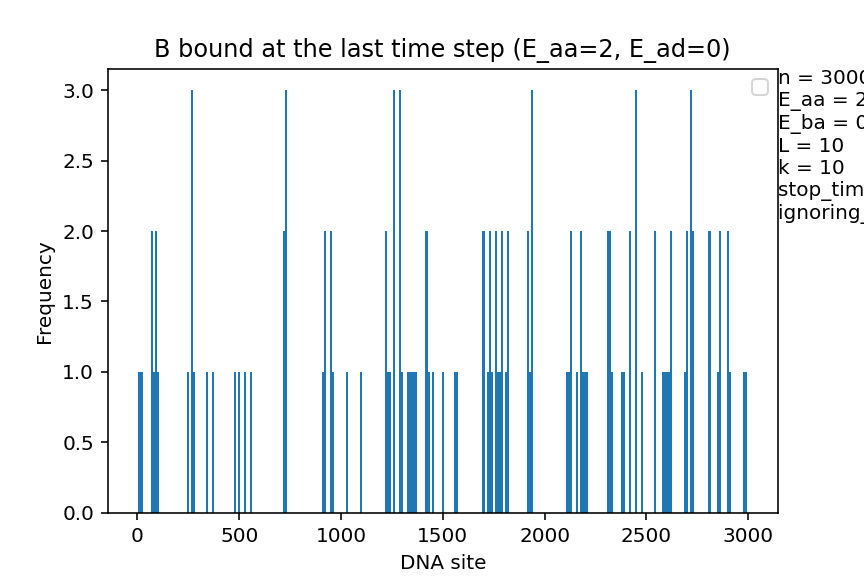 B bound at the last time step (E_aa=2, E_ad=0)
n = 3000
E_aa = 2
E_ba = 0
L = 10
k = 10
stop_tim
ignoring_
3.0
2.5
2.0
1.5
1.0
0.5
0.0
Frequency
0 500 1000 1500 2000 2500 3000
DNA site